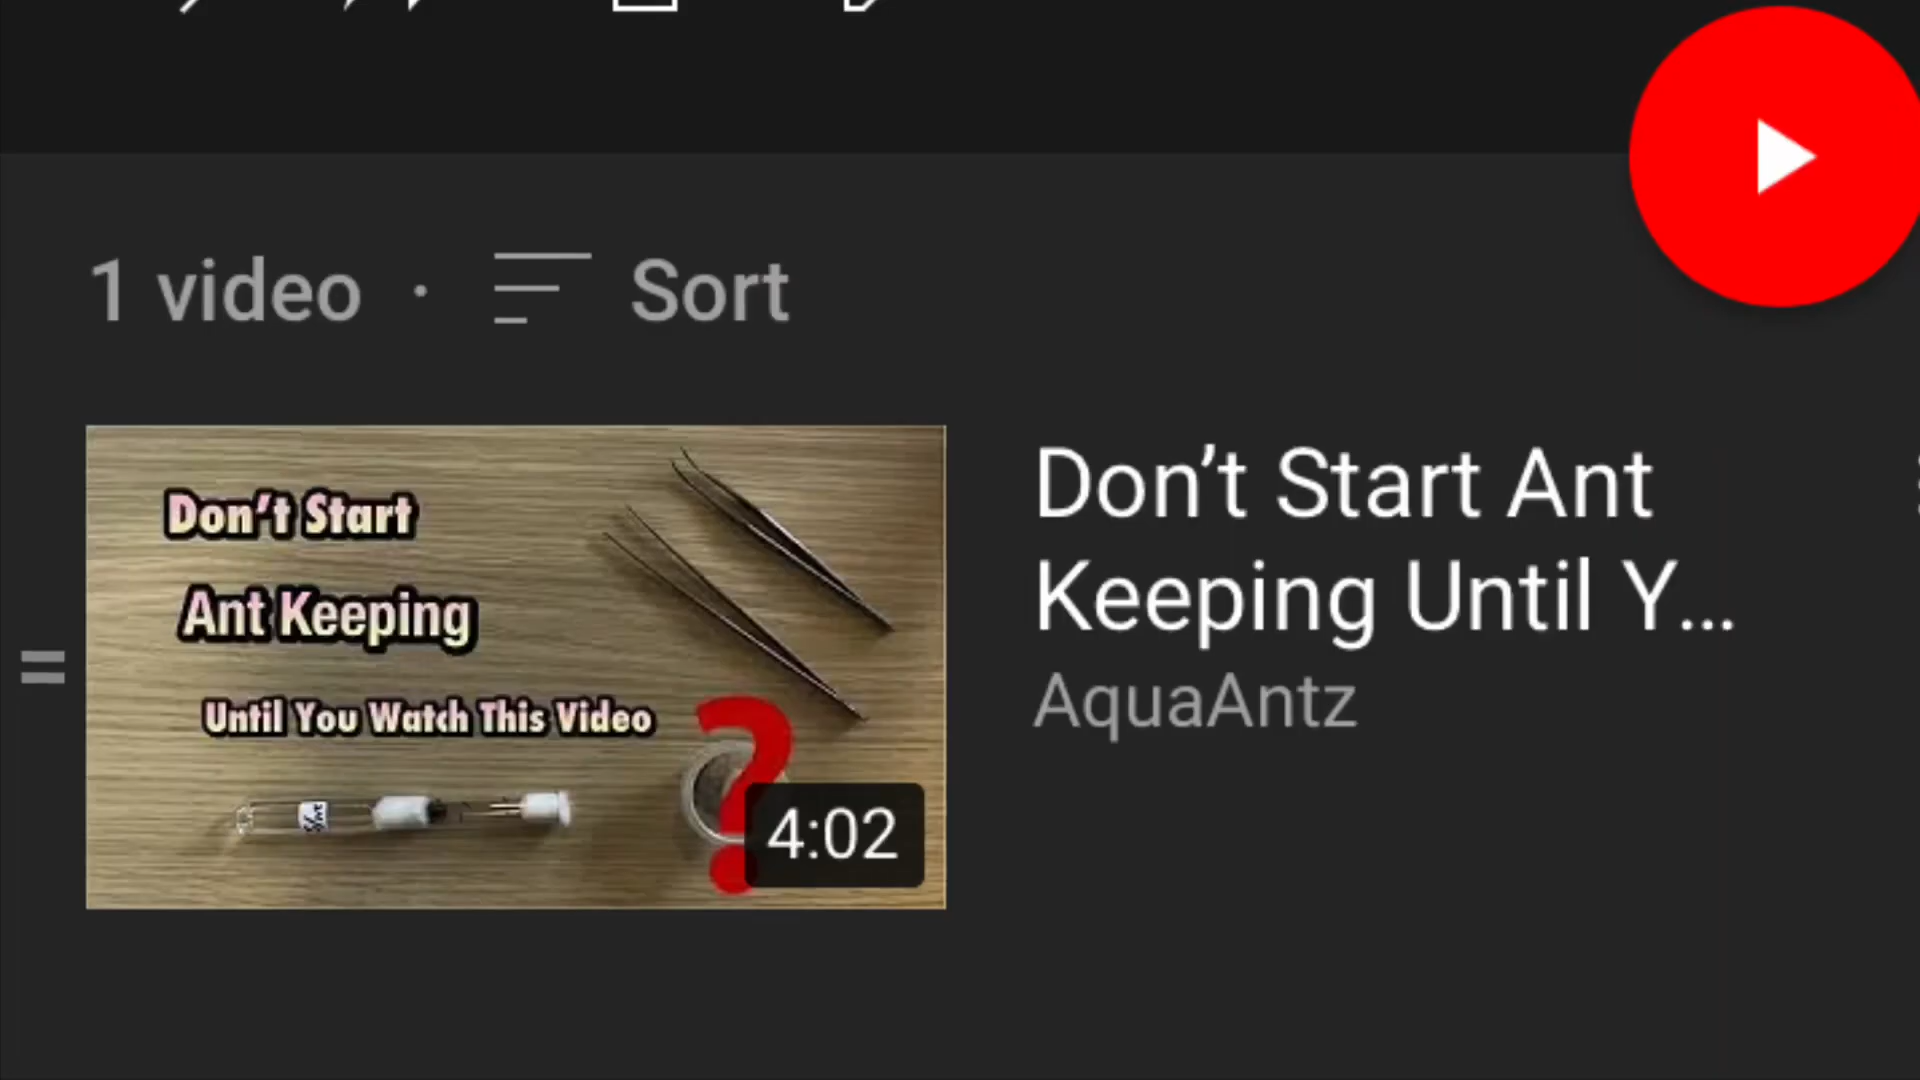 1 video · Sort
Don't Start
Ant Keeping
Until You Watch This Video
?
4:02
Don't Start Ant
Keeping Until Y...
AquaAntz